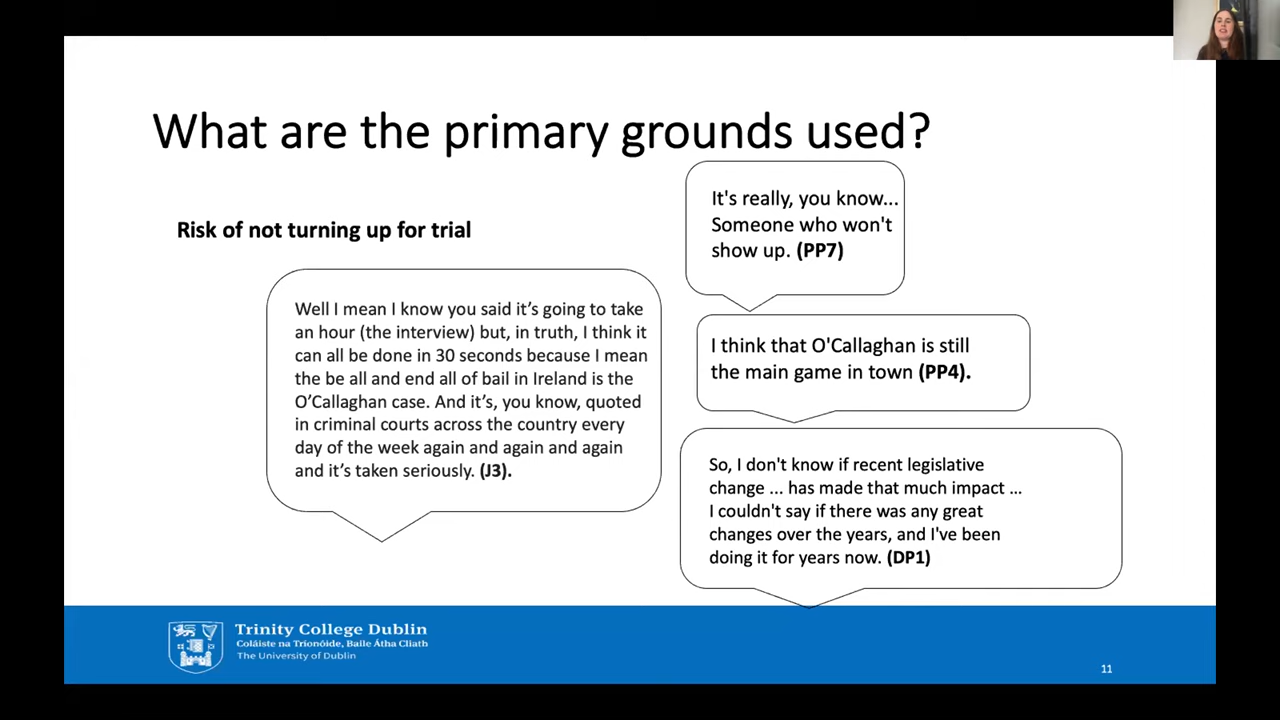 What are the primary grounds used?
Risk of not turning up for trial
Well I mean I know you said it’s going to take
an hour (the interview) but, in truth, I think it
can all be done in 30 seconds because I mean
the be all and end all of bail in Ireland is the
O’Callaghan case. And it’s, you know, quoted
in criminal courts across the country every
day of the week again and again and again
and it’s taken seriously. (J3).
It's really, you know...
Someone who won't
show up. (PP7)
I think that O'Callaghan is still
the main game in town (PP4).
So, I don't know if recent legislative
change ... has made that much impact ...
I couldn't say if there was any great
changes over the years, and I've been
doing it for years now. (DP1)
Trinity College Dublin
Coláiste na Tríonóide, Baile Átha Cliath
The University of Dublin
11